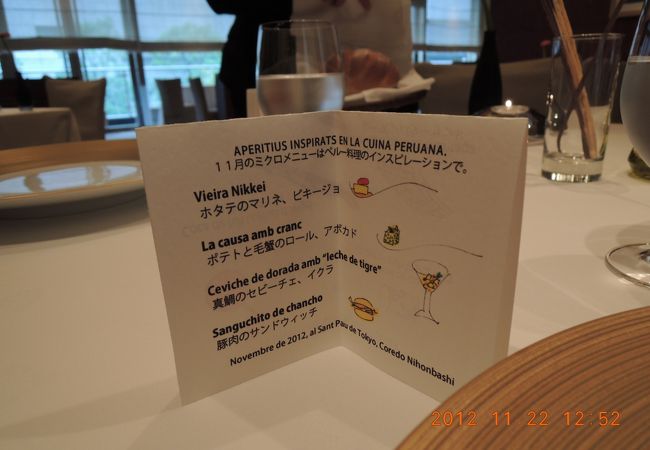 APERITIUS INSPIRATS EN LA CUINA PERUANA.
11月のミクロメニューはペルー料理のインスピレーションで。
Vieira Nikkei
ホタテのマリネ、ピキージョ
La causa amb cranc
ポテトと毛蟹のロール、アボカド
Ceviche de dorada amb "leche de tigre"
真鯛のセビーチェ、イクラ
Sanguchito de chancho
豚肉のサンドウィッチ
Novembre de 2012, al Sant Pau de Tokyo, Coredo Nihonbashi
2012 11 22 12:52